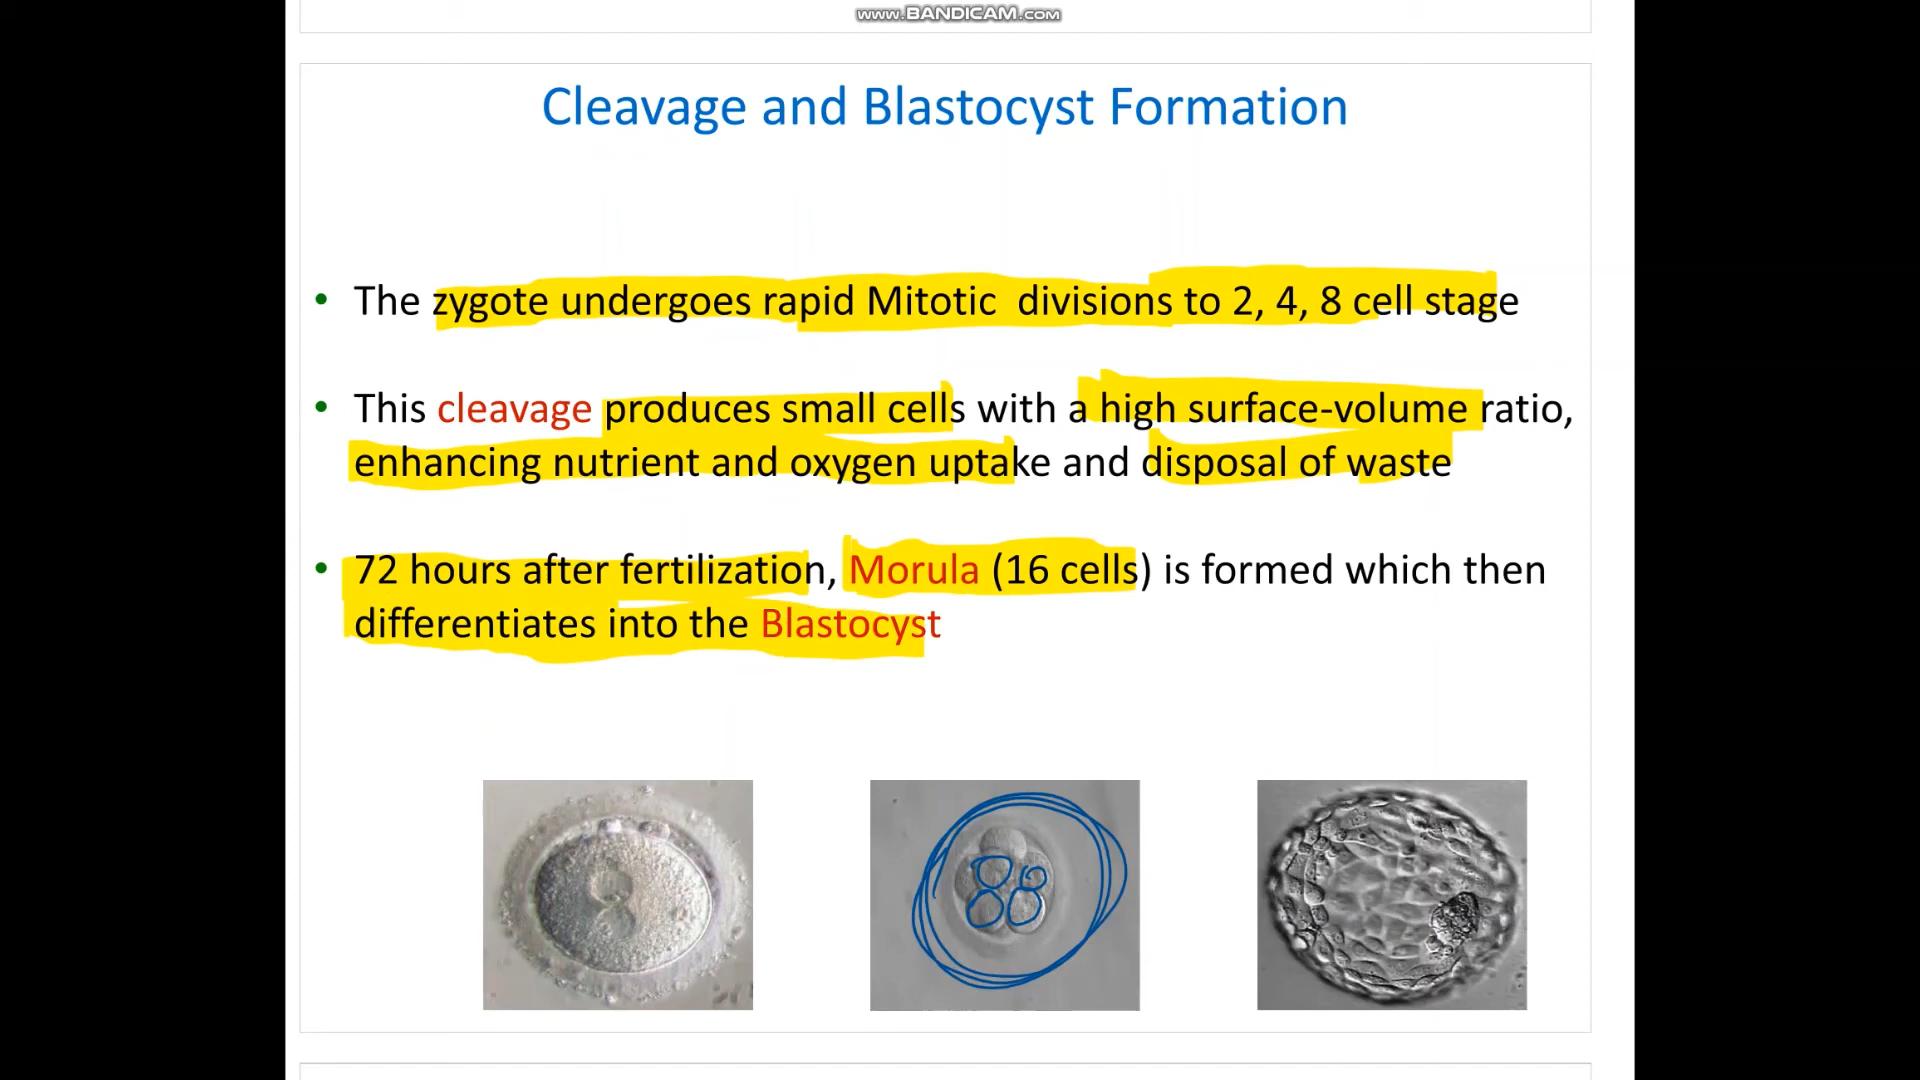 www.BANDICAM.com
Cleavage and Blastocyst Formation
• The zygote undergoes rapid Mitotic divisions to 2, 4, 8 cell stage
• This cleavage produces small cells with a high surface-volume ratio,
enhancing nutrient and oxygen uptake and disposal of waste
• 72 hours after fertilization, Morula (16 cells) is formed which then
differentiates into the Blastocyst